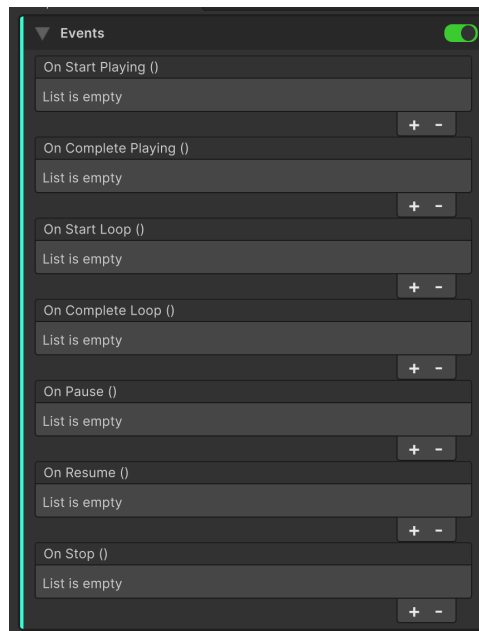 Events
On Start Playing ()
List is empty
+ -
On Complete Playing ()
List is empty
+ -
On Start Loop ()
List is empty
+ -
On Complete Loop ()
List is empty
+ -
On Pause ()
List is empty
+ -
On Resume ()
List is empty
+ -
On Stop ()
List is empty
+ -